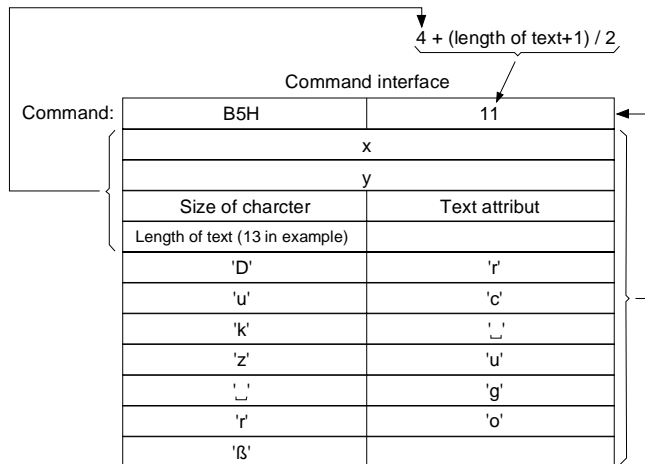 4 + (length of text+1) / 2
Command interface
Command: B5H 11
x
y
Size of charcter Text attribut
Length of text (13 in example)
'D' 'r'
'u' 'c'
'k' '⎵'
'z' 'u'
'⎵' 'g'
'r' 'o'
'ß'